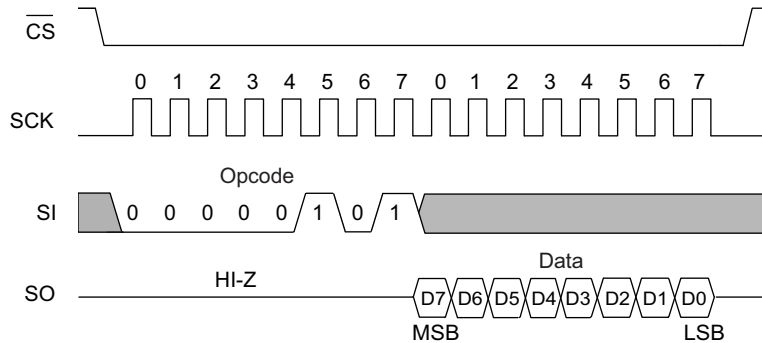 CS
0 1 2 3 4 5 6 7 0 1 2 3 4 5 6 7
SCK
Opcode
SI 0 0 0 0 0 1 0 1
Data
HI-Z
SO D7 D6 D5 D4 D3 D2 D1 D0
MSB LSB